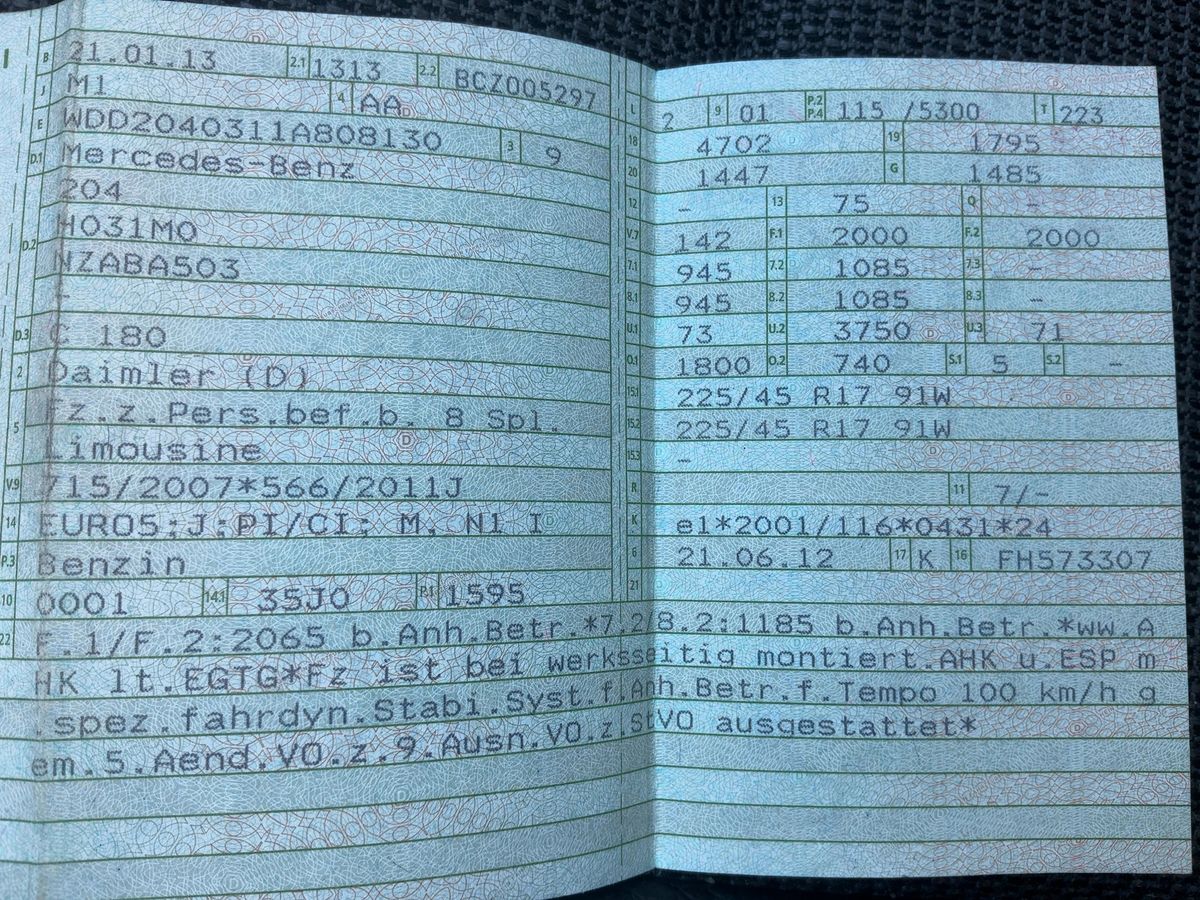 B 21.01.13 2.1 1313 2.2 BCZ005297
J M1 4 AA
E WDD2040311A808130 3 9
D.1 Mercedes-Benz
204
D.2 H031M0
NZABA503
–
D.3 C 180
2 Daimler (D)
5 Fz.z.Pers.bef.b. 8 Spl.
Limousine
V.9 715/2007*566/2011J
14 EURO5;J;PI/CI; M, N1 I
P.3 Benzin
10 0001 14.1 35J0 P.1 1595
L 2 9 01 P.2 P.4 115 /5300 T 223
18 4702 19 1795
20 1447 G 1485
12 – 13 75 Q –
V.7 142 F.1 2000 F.2 2000
7.1 945 7.2 1085 7.3 –
8.1 945 8.2 1085 8.3 –
U.1 73 U.2 3750 U.3 71
O.1 1800 O.2 740 S.1 5 S.2 –
15.1 225/45 R17 91W
15.2 225/45 R17 91W
15.3 –
R 11 7/-
K e1*2001/116*0431*24
6 21.06.12 17 K 16 FH573307
21
22 F.1/F.2:2065 b.Anh.Betr.*7.2/8.2:1185 b.Anh.Betr.*ww.A
HK lt.EGTG*Fz ist bei werksseitig montiert.AHK u.ESP m
.spez.fahrdyn.Stabi.Syst.f.Anh.Betr.f.Tempo 100 km/h g
em.5.Aend.VO.z.9.Ausn.VO.z.StVO ausgestattet*